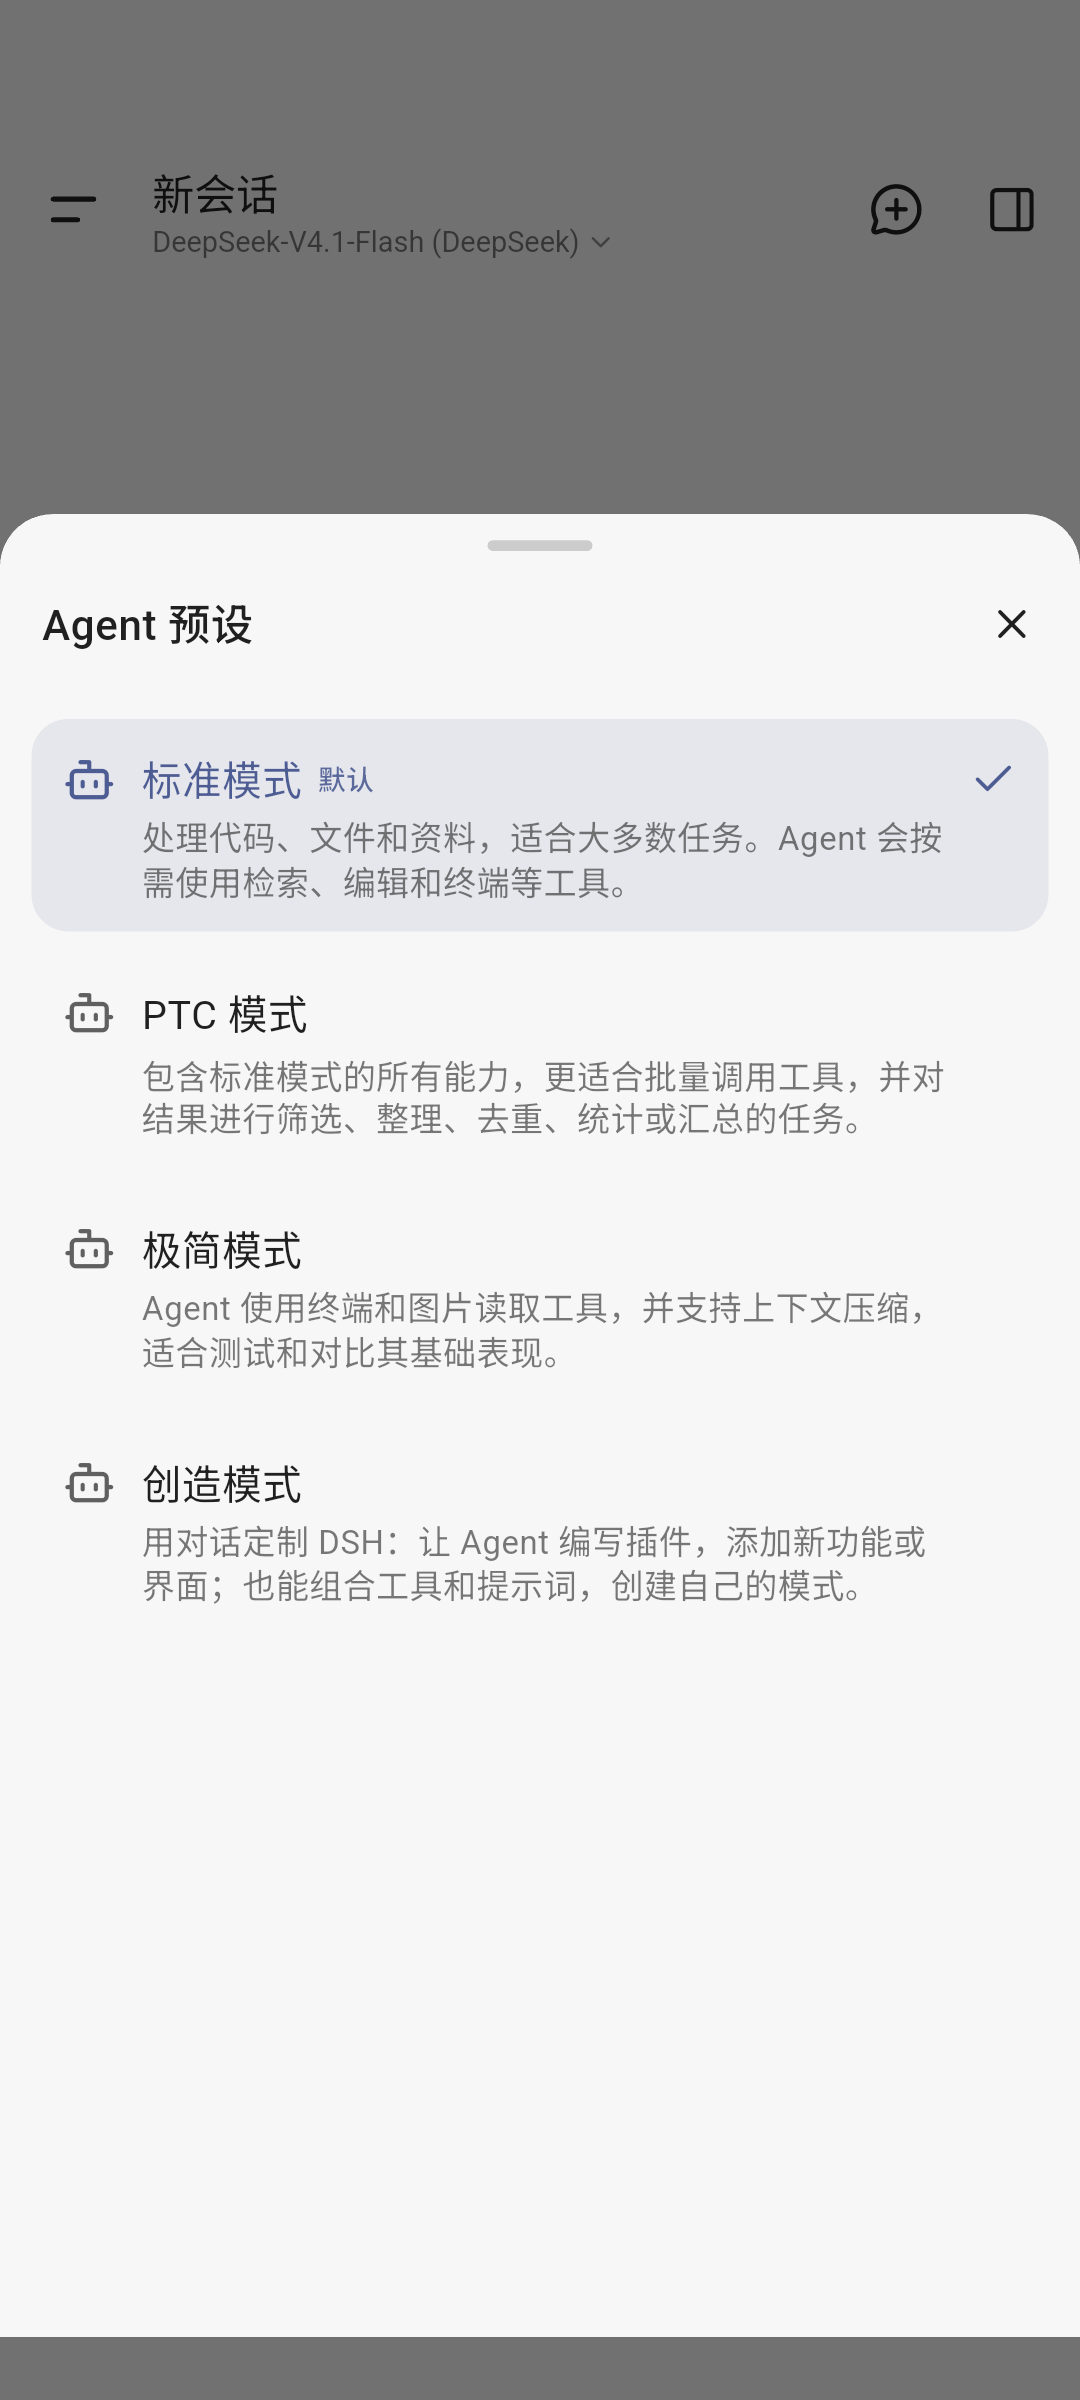 新会话
DeepSeek-V4.1-Flash (DeepSeek)
Agent 预设
标准模式 默认
处理代码、文件和资料，适合大多数任务。Agent 会按
需使用检索、编辑和终端等工具。
PTC 模式
包含标准模式的所有能力，更适合批量调用工具，并对
结果进行筛选、整理、去重、统计或汇总的任务。
极简模式
Agent 使用终端和图片读取工具，并支持上下文压缩，
适合测试和对比其基础表现。
创造模式
用对话定制 DSH：让 Agent 编写插件，添加新功能或
界面；也能组合工具和提示词，创建自己的模式。